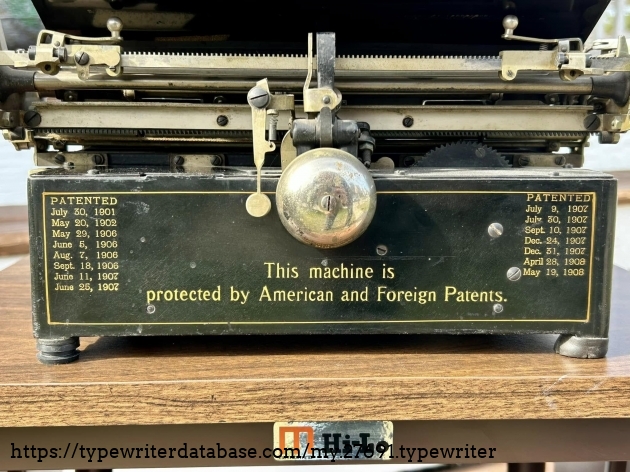 PATENTED
July 30, 1901
May 20, 1902
May 29, 1906
June 5, 1906
Aug. 7, 1906
Sept. 18, 1906
June 11, 1907
June 25, 1907
PATENTED
July 9, 1907
July 30, 1907
Sept. 10, 1907
Dec. 24, 1907
Dec. 31, 1907
April 28, 1908
May 19, 1908
This machine is
protected by American and Foreign Patents.
Hi-Lo
https://typewriterdatabase.com/my.27891.typewriter